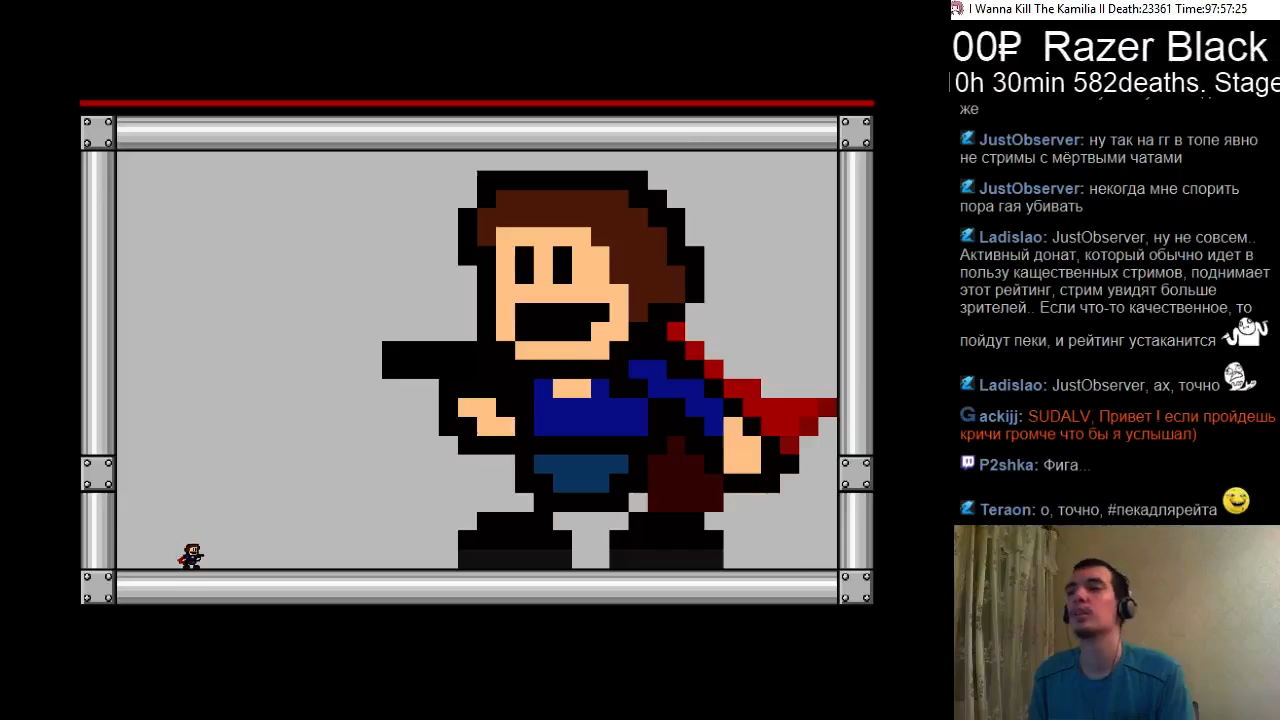 I Wanna Kill The Kamilia II Death:23361 Time:97:57:25
00₽ Razer Black
0h 30min 582deaths. Stage
же
JustObserver: ну так на гг в топе явно
не стримы с мёртвыми чатами
JustObserver: некогда мне спорить
пора гая убивать
Ladislao: JustObserver, ну не совсем..
Активный донат, который обычно идет в
пользу кащественных стримов, поднимает
этот рейтинг, стрим увидят больше
зрителей.. Если что-то качественное, то
пойдут пеки, и рейтинг устаканится
Ladislao: JustObserver, ах, точно
ackijj: SUDALV, Привет ! если пройдешь
кричи громче что бы я услышал)
P2shka: Фига...
Teraon: о, точно, #пекадлярейта